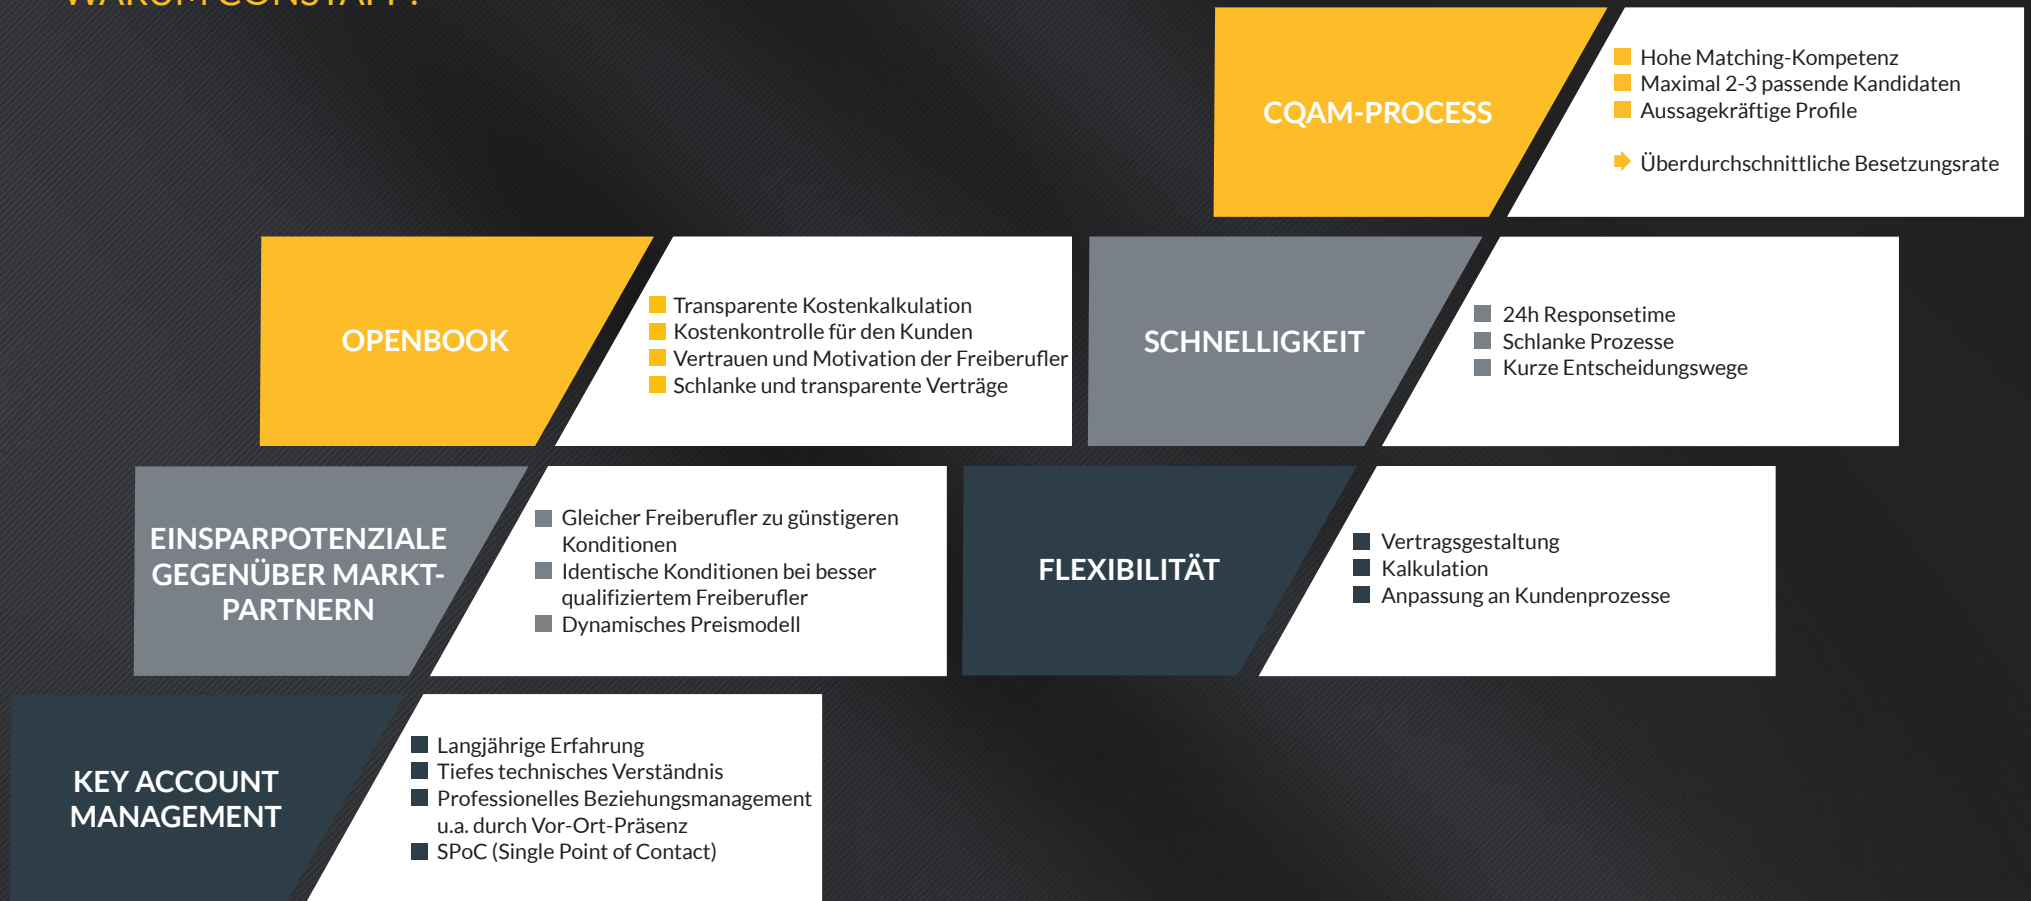 WARUM CONSTAFF?
CQAM-PROCESS
Hohe Matching-Kompetenz
Maximal 2-3 passende Kandidaten
Aussagekräftige Profile
Überdurchschnittliche Besetzungsrate
OPENBOOK
Transparente Kostenkalkulation
Kostenkontrolle für den Kunden
Vertrauen und Motivation der Freiberufler
Schlanke und transparente Verträge
SCHNELLIGKEIT
24h Responsetime
Schlanke Prozesse
Kurze Entscheidungswege
EINSPARPOTENZIALE
GEGENÜBER MARKT-
PARTNERN
Gleicher Freiberufler zu günstigeren
Konditionen
Identische Konditionen bei besser
qualifiziertem Freiberufler
Dynamisches Preismodell
FLEXIBILITÄT
Vertragsgestaltung
Kalkulation
Anpassung an Kundenprozesse
KEY ACCOUNT
MANAGEMENT
Langjährige Erfahrung
Tiefes technisches Verständnis
Professionelles Beziehungsmanagement
u.a. durch Vor-Ort-Präsenz
SPoC (Single Point of Contact)